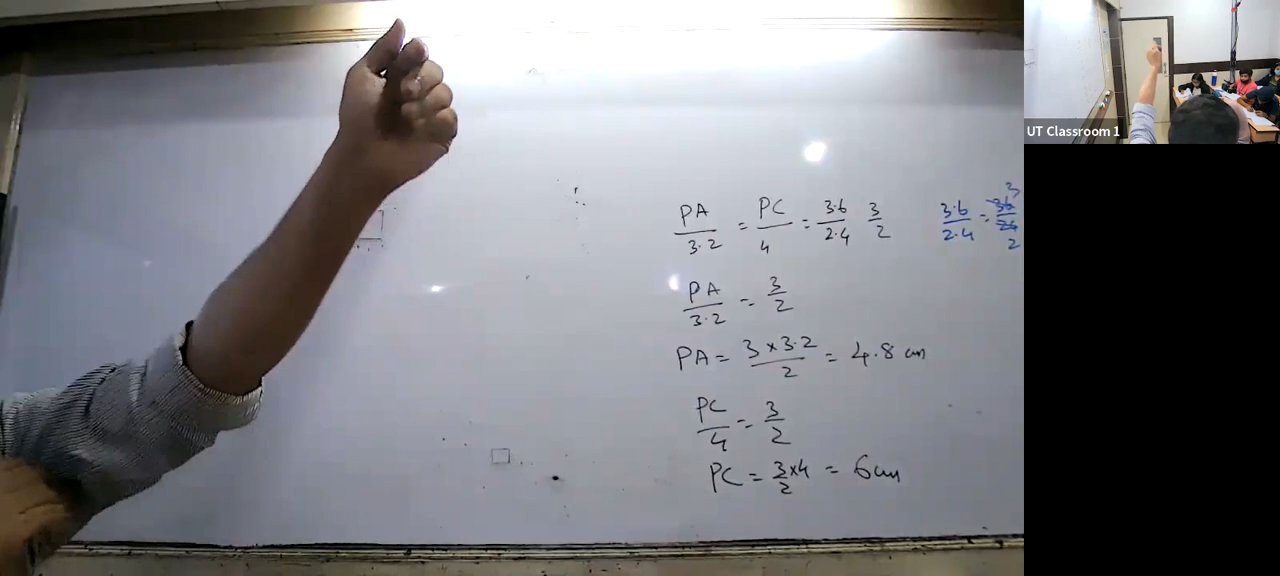 PA/3.2 = PC/4 = 3.6/2.4 3/2
3.6/2.4 = 36/24 3/2
PA/3.2 = 3/2
PA = 3 × 3.2/2 = 4.8 cm
PC/4 = 3/2
PC = 3/2 × 4 = 6 cm
UT Classroom 1